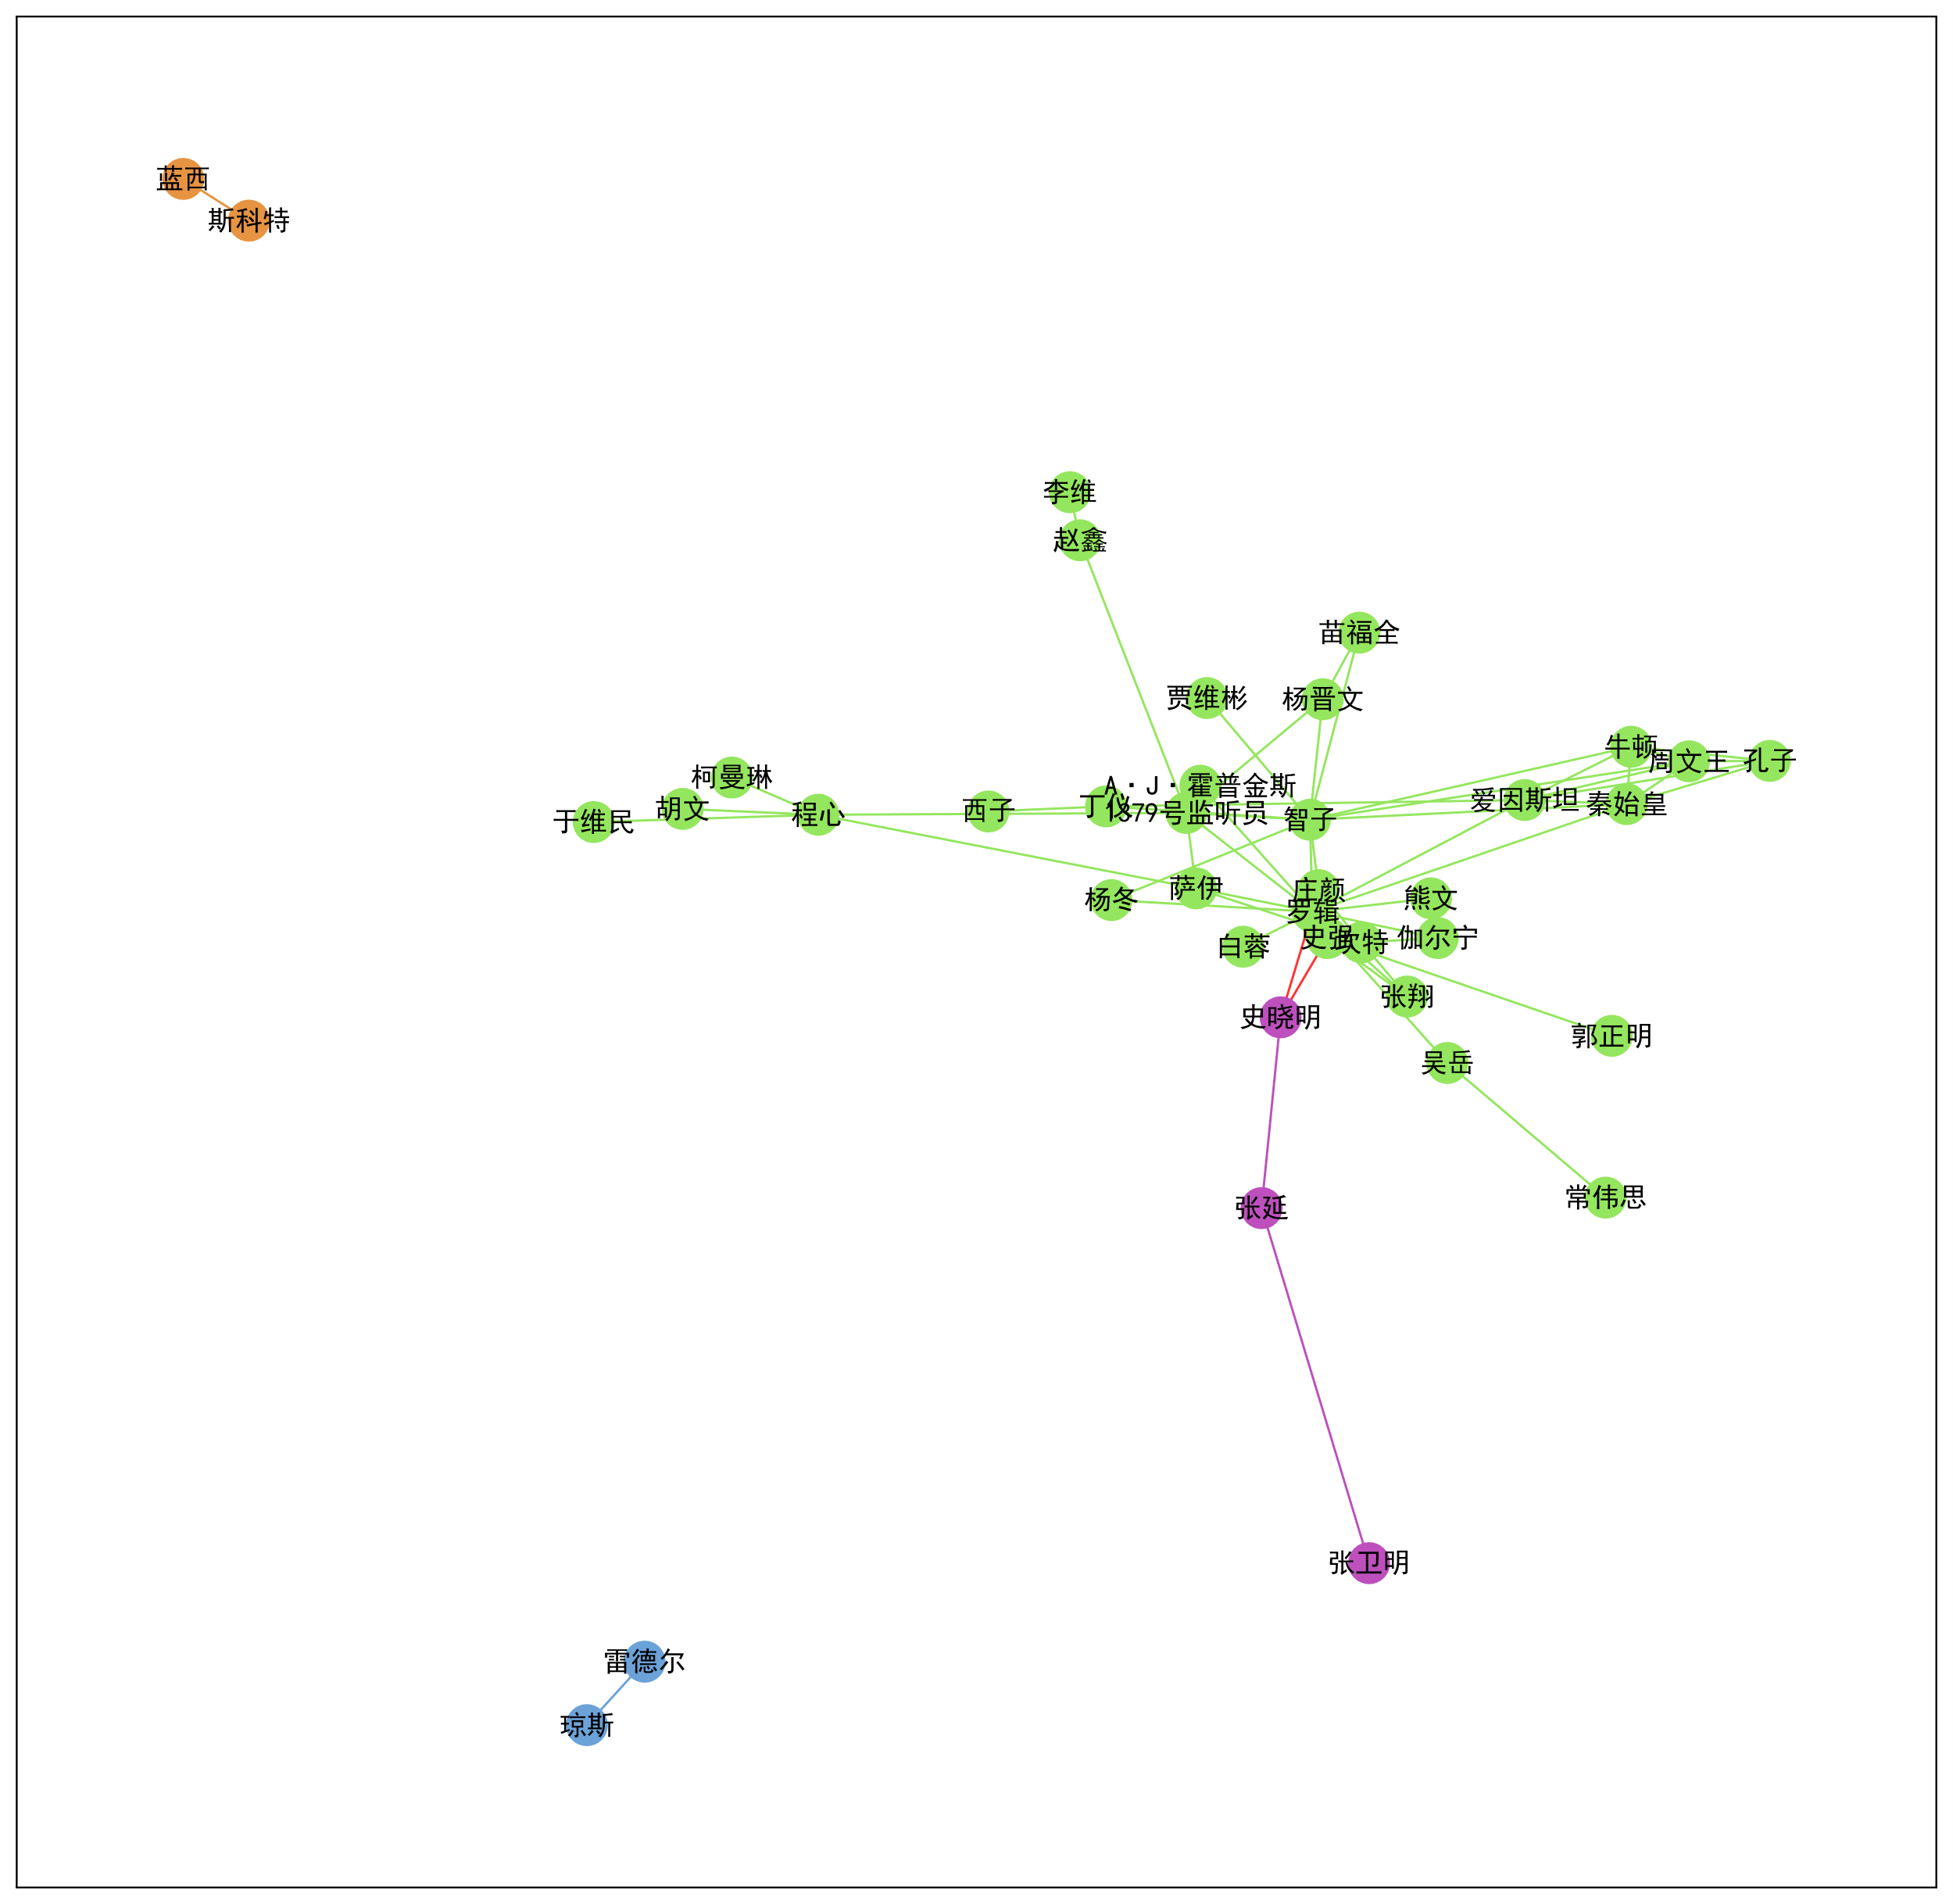 蓝西
斯科特
李维
赵鑫
苗福全
贾维彬
杨晋文
牛顿
周文王
孔子
柯曼琳
A·J·霍普金斯
爱因斯坦
秦始皇
胡文
于维民
程心
西子
丁仪
1379号监听员
智子
萨伊
庄颜
杨冬
熊文
罗辑
白蓉
史强
坎特
伽尔宁
张翔
史晓明
郭正明
吴岳
张延
常伟思
张卫明
雷德尔
琼斯